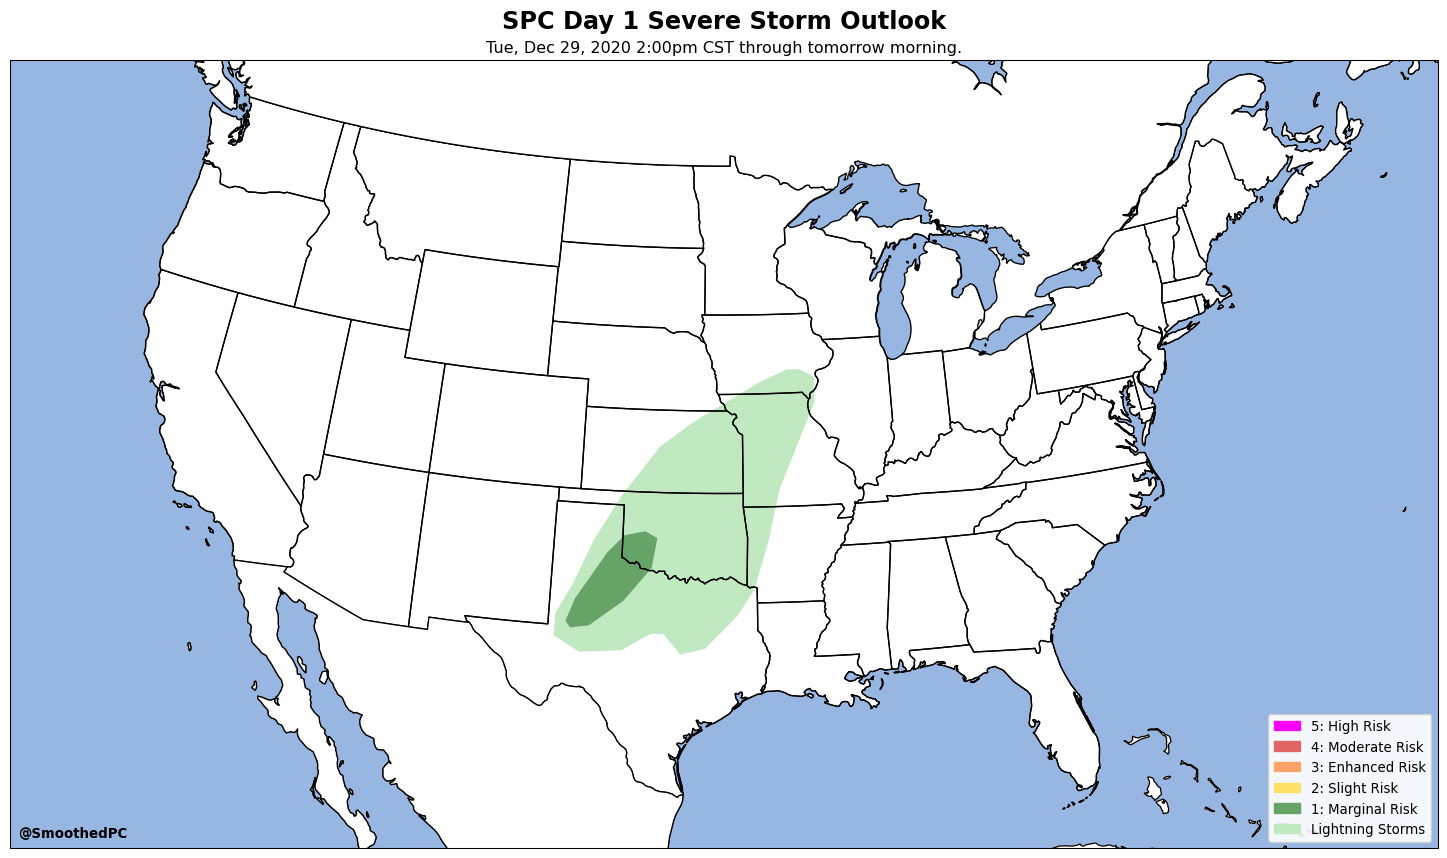 SPC Day 1 Severe Storm Outlook
Tue, Dec 29, 2020 2:00pm CST through tomorrow morning.
5: High Risk
4: Moderate Risk
3: Enhanced Risk
2: Slight Risk
1: Marginal Risk
Lightning Storms
@SmoothedPC